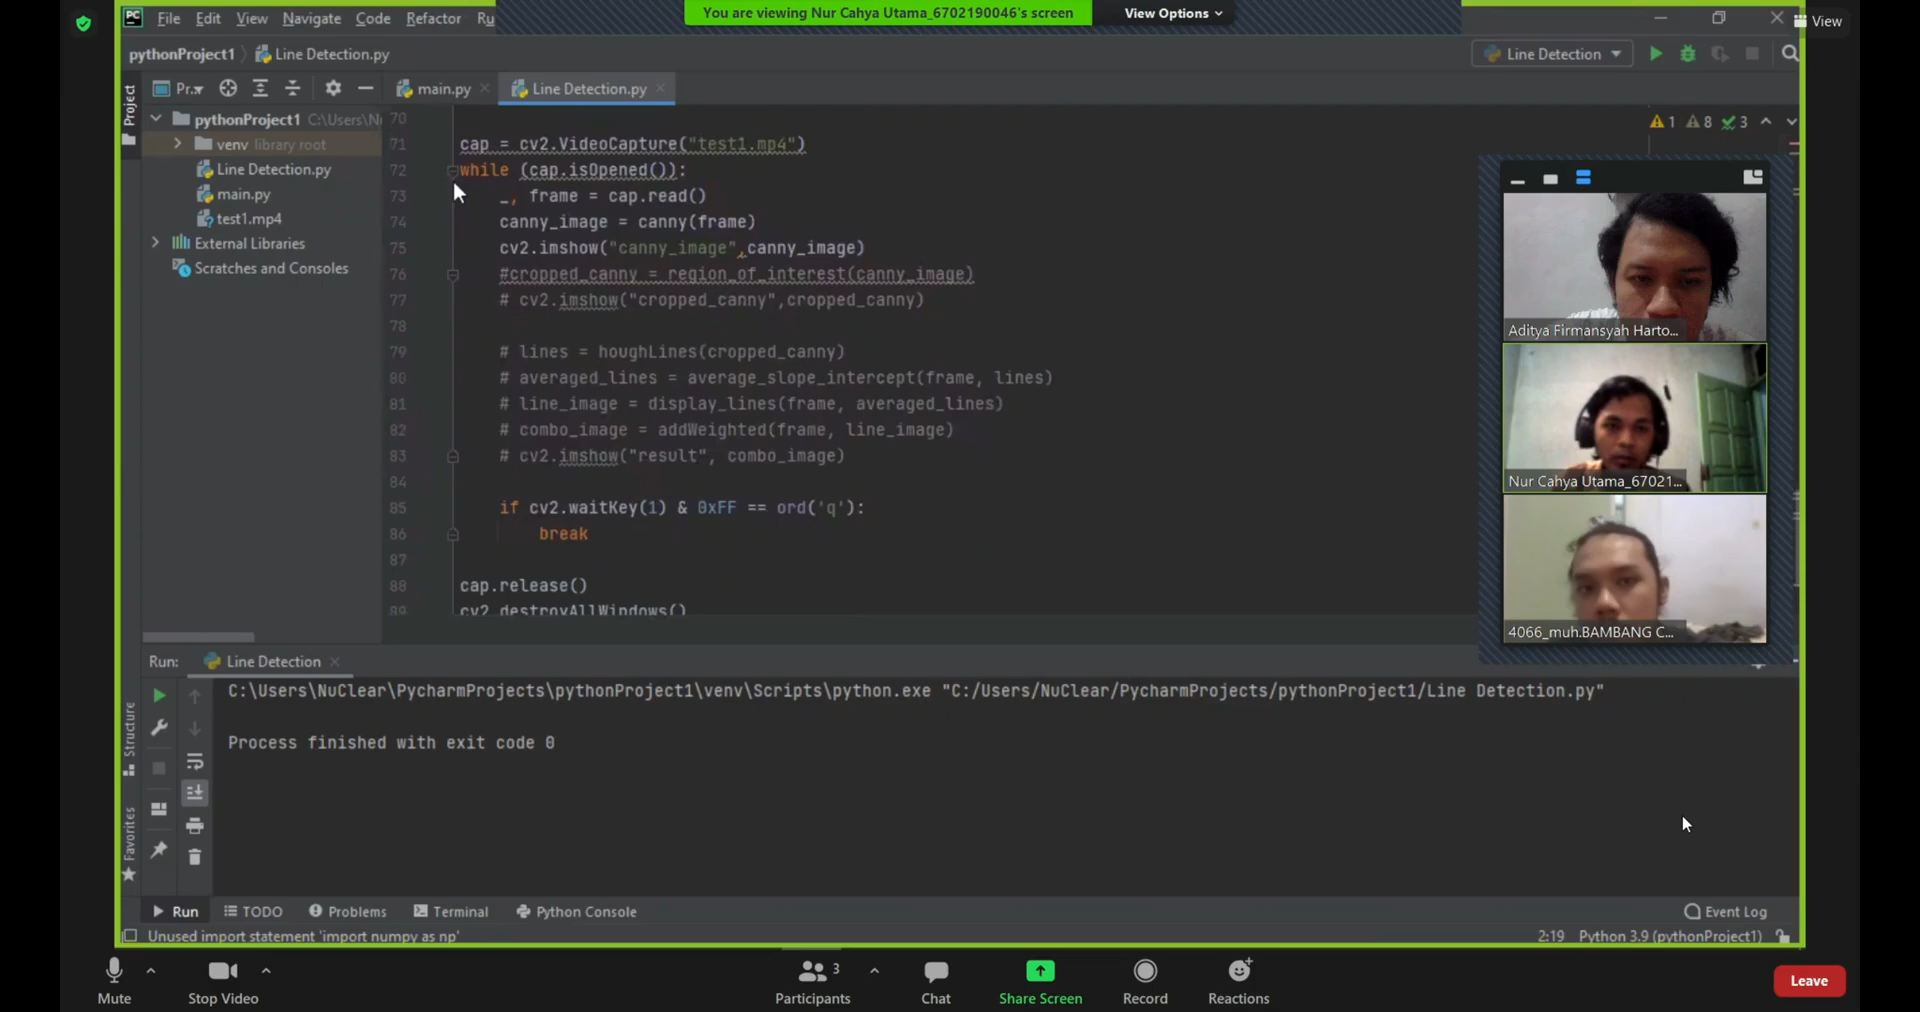 You are viewing Nur Cahya Utama_6702190046's screen
View Options
View
PC
File Edit View Navigate Code Refactor Ru
pythonProject1 Line Detection.py
Line Detection
Pr...
main.py
Line Detection.py
Project
pythonProject1 C:\Users\N
venv library root
Line Detection.py
main.py
test1.mp4
External Libraries
Scratches and Consoles
1 8 3
70
71 cap = cv2.VideoCapture("test1.mp4")
72 while (cap.isOpened()):
73 _, frame = cap.read()
74 canny_image = canny(frame)
75 cv2.imshow("canny_image",canny_image)
76 #cropped_canny = region_of_interest(canny_image)
77 # cv2.imshow("cropped_canny",cropped_canny)
78
79 # lines = houghLines(cropped_canny)
80 # averaged_lines = average_slope_intercept(frame, lines)
81 # line_image = display_lines(frame, averaged_lines)
82 # combo_image = addWeighted(frame, line_image)
83 # cv2.imshow("result", combo_image)
84
85 if cv2.waitKey(1) & 0xFF == ord('q'):
86 break
87
88 cap.release()
89 cv2.destroyAllWindows()
Aditya Firmansyah Harto...
Nur Cahya Utama_67021...
4066_muh.BAMBANG C...
Run: Line Detection
C:\Users\NuClear\PycharmProjects\pythonProject1\venv\Scripts\python.exe "C:/Users/NuClear/PycharmProjects/pythonProject1/Line Detection.py"
Process finished with exit code 0
Structure
Favorites
Run TODO Problems Terminal Python Console
Event Log
Unused import statement 'import numpy as np'
2:19 Python 3.9 (pythonProject1)
Mute
Stop Video
Participants 3
Chat
Share Screen
Record
Reactions
Leave